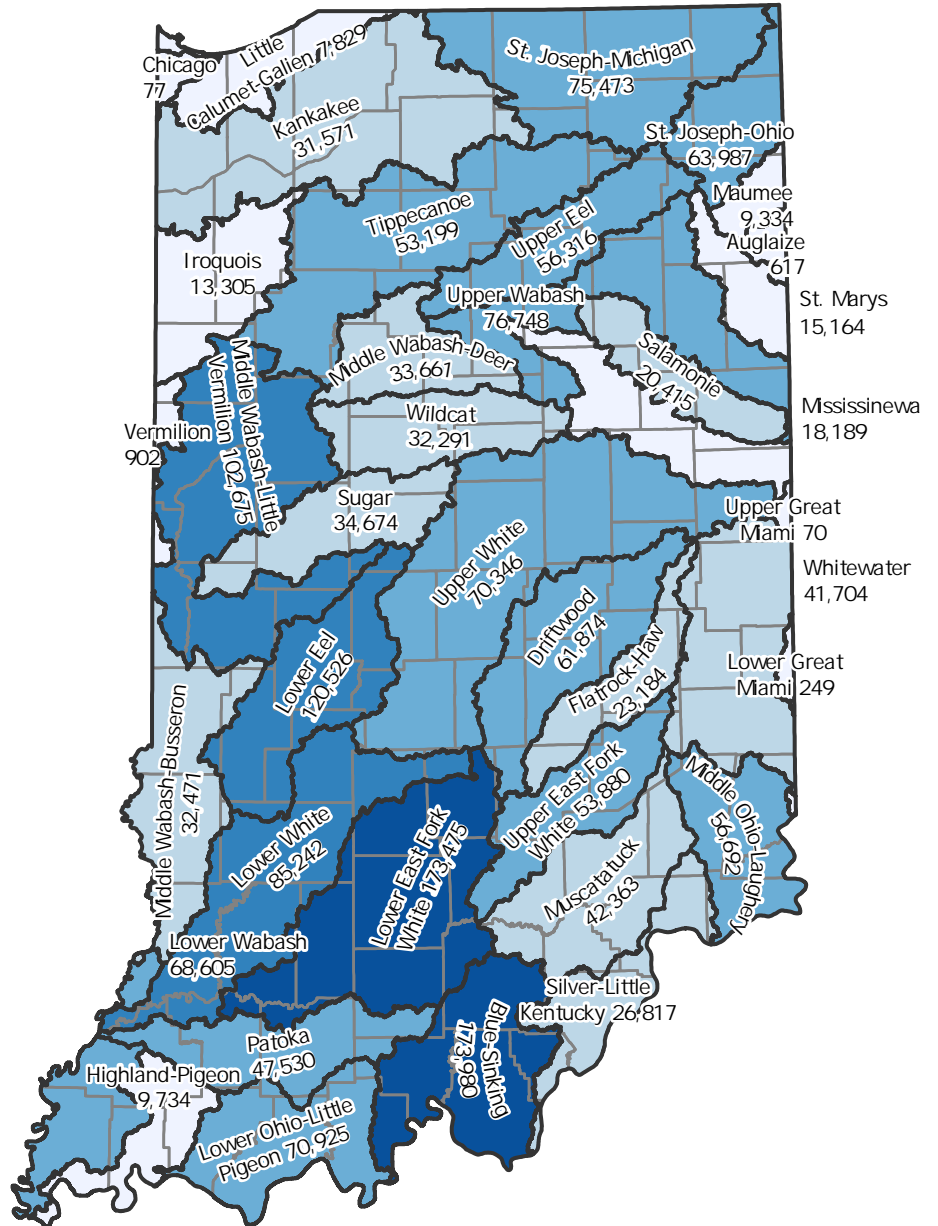 Chicago
77
Little
Calumet-Galien 7,829
St. Joseph-Michigan
75,473
Kankakee
31,571
St. Joseph-Ohio
63,987
Maumee
9,334
Auglaize
617
Tippecanoe
53,199
Upper Eel
56,316
Iroquois
13,305
St. Marys
15,164
Upper Wabash
76,748
Middle Wabash-Deer
33,661
Salamonie
20,415
Middle Wabash-Little
Vermilion 102,675
Mississinewa
18,189
Wildcat
32,291
Vermilion
902
Sugar
34,674
Upper Great
Miami 70
Upper White
70,346
Whitewater
41,704
Driftwood
61,874
Flatrock-Haw
23,184
Lower Eel
120,526
Lower Great
Miami 249
Middle Wabash-Busseron
32,471
Upper East Fork
White 53,880
Middle Ohio-Laughery
56,692
Lower White
85,242
Lower East Fork
White 173,475
Muscatatuck
42,363
Lower Wabash
68,605
Silver-Little
Kentucky 26,817
Blue-Sinking
173,980
Patoka
47,530
Highland-Pigeon
9,734
Lower Ohio-Little
Pigeon 70,925